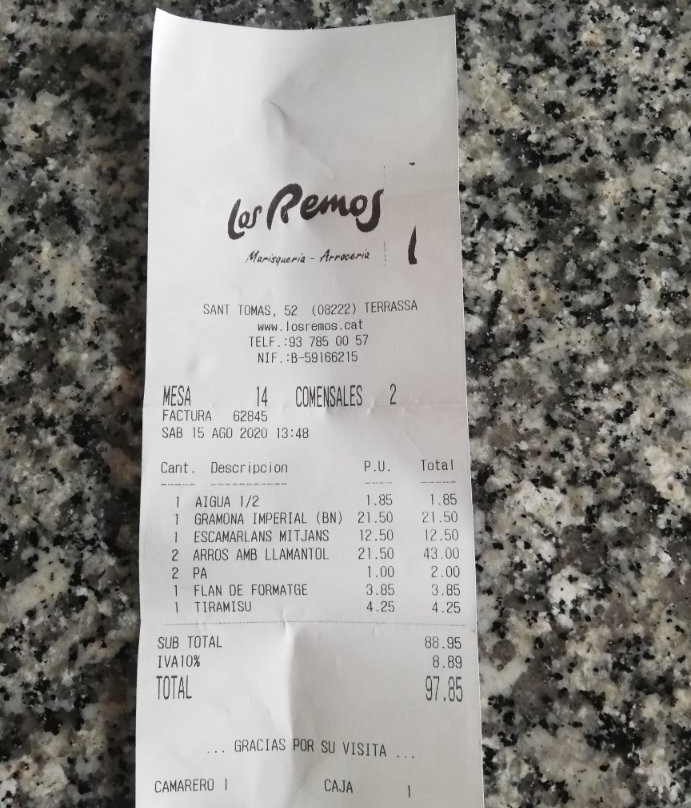 Los Remos
Marisqueria - Arroceria
SANT TOMAS, 52 (08222) TERRASSA
www.losremos.cat
TELF.:93 785 00 57
NIF.:B-59166215
MESA 14 COMENSALES 2
FACTURA 62845
SAB 15 AGO 2020 13:48
Cant. Descripcion P.U. Total
1 AIGUA 1/2 1.85 1.85
1 GRAMONA IMPERIAL (BN) 21.50 21.50
1 ESCAMARLANS MITJANS 12.50 12.50
2 ARROS AMB LLAMANTOL 21.50 43.00
2 PA 1.00 2.00
1 FLAN DE FORMATGE 3.85 3.85
1 TIRAMISU 4.25 4.25
SUB TOTAL 88.95
IVA10% 8.89
TOTAL 97.85
... GRACIAS POR SU VISITA ...
CAMARERO 1 CAJA 1